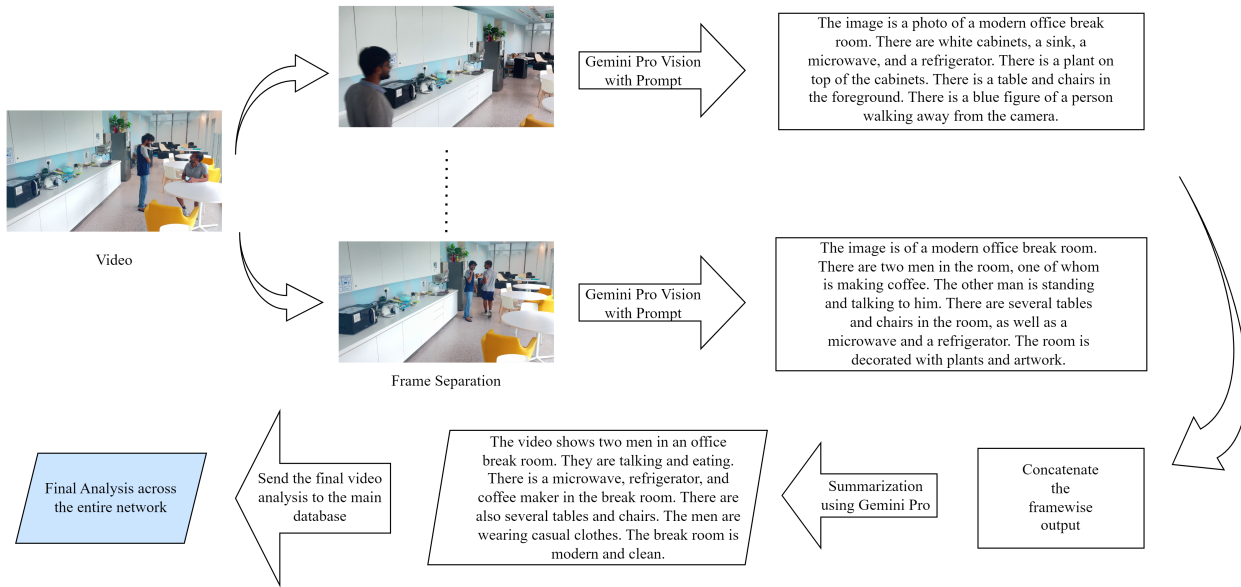 Gemini Pro Vision
with Prompt
The image is a photo of a modern office break
room. There are white cabinets, a sink, a
microwave, and a refrigerator. There is a plant on
top of the cabinets. There is a table and chairs in
the foreground. There is a blue figure of a person
walking away from the camera.
Video
Gemini Pro Vision
with Prompt
The image is of a modern office break room.
There are two men in the room, one of whom
is making coffee. The other man is standing
and talking to him. There are several tables
and chairs in the room, as well as a
microwave and a refrigerator. The room is
decorated with plants and artwork.
Frame Separation
Concatenate
the
framewise
output
Summarization
using Gemini Pro
The video shows two men in an office
break room. They are talking and eating.
There is a microwave, refrigerator, and
coffee maker in the break room. There are
also several tables and chairs. The men are
wearing casual clothes. The break room is
modern and clean.
Send the final video
analysis to the main
database
Final Analysis across
the entire network